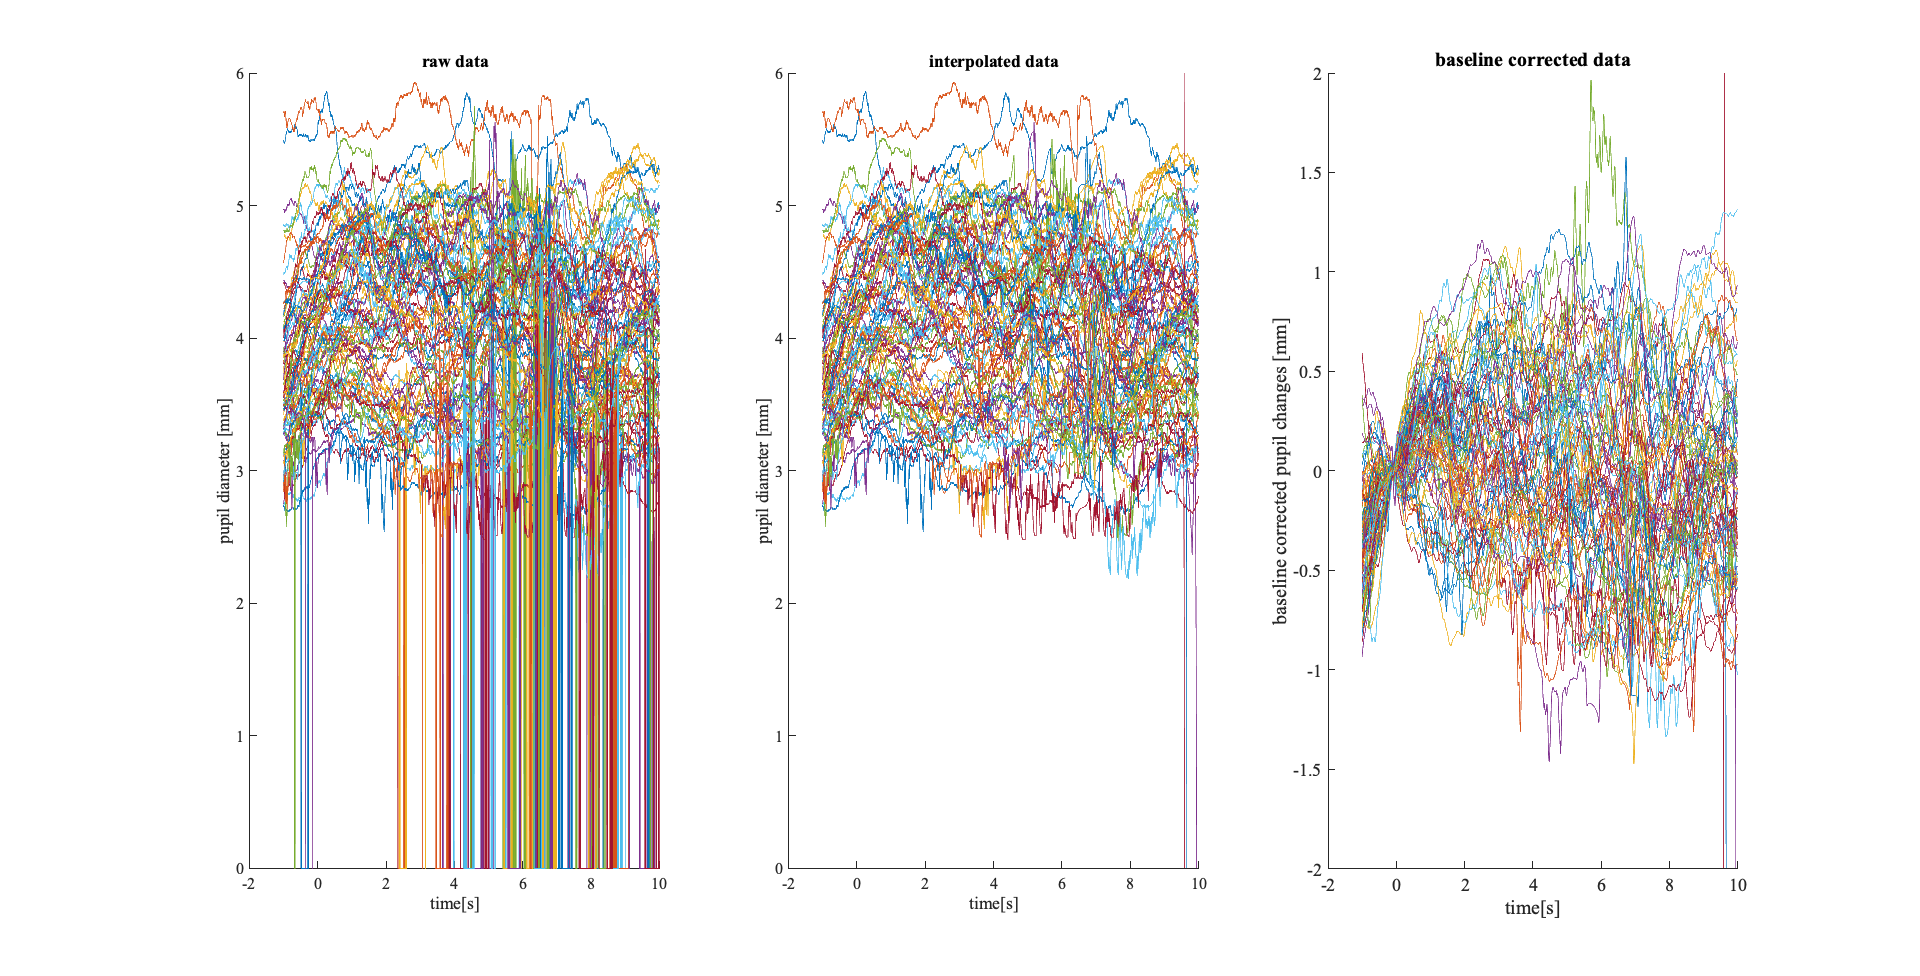 raw data
6
5
4
3
2
1
0
pupil diameter [mm]
-2 0 2 4 6 8 10
time[s]
interpolated data
6
5
4
3
2
1
0
pupil diameter [mm]
-2 0 2 4 6 8 10
time[s]
baseline corrected data
2
1.5
1
0.5
0
-0.5
-1
-1.5
-2
baseline corrected pupil changes [mm]
-2 0 2 4 6 8 10
time[s]